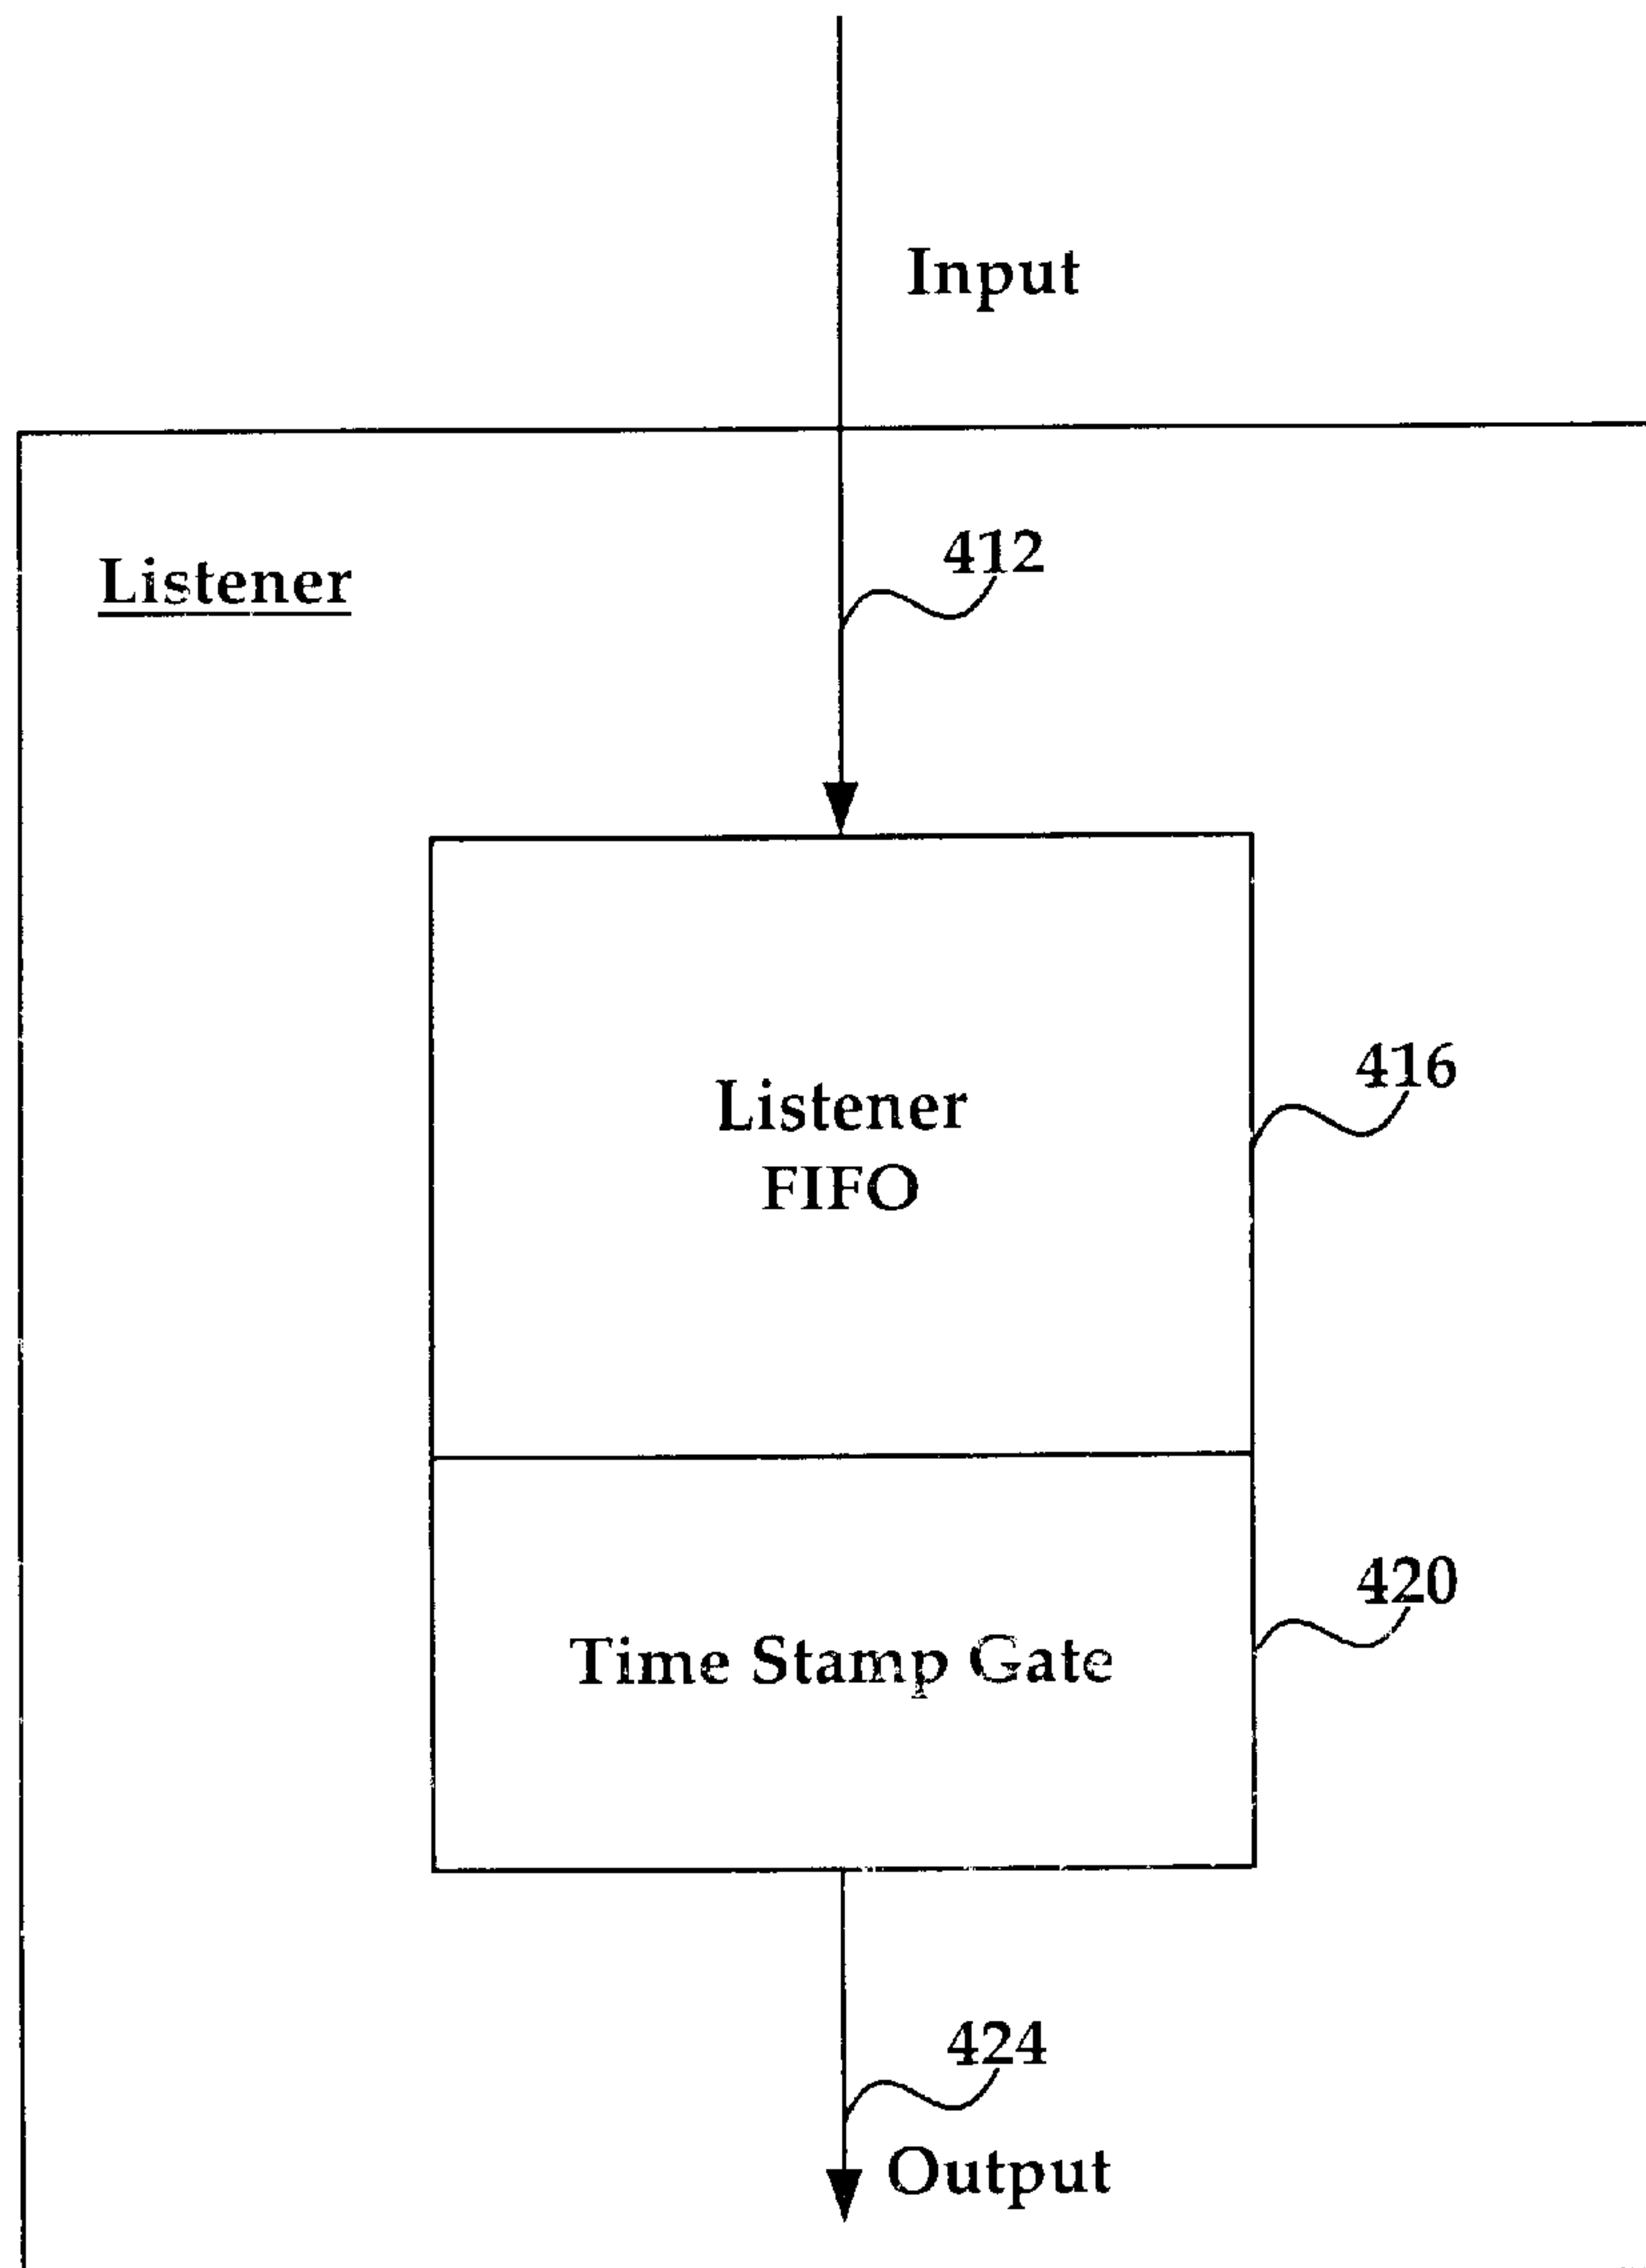 Input
412
Listener
416
Listener
FIFO
420
Time Stamp Gate
424
Output